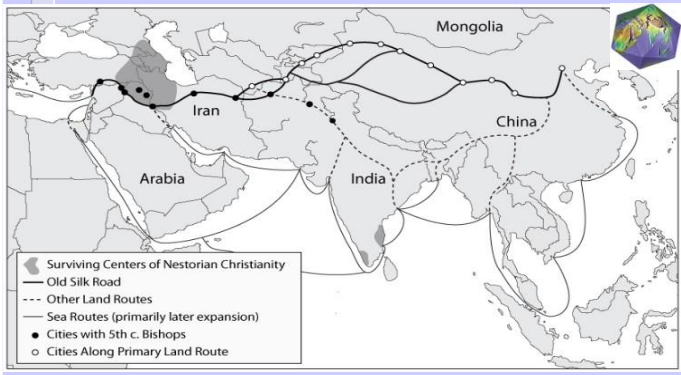 Mongolia
Iran
China
Arabia
India
Surviving Centers of Nestorian Christianity
Old Silk Road
Other Land Routes
Sea Routes (primarily later expansion)
Cities with 5th c. Bishops
Cities Along Primary Land Route